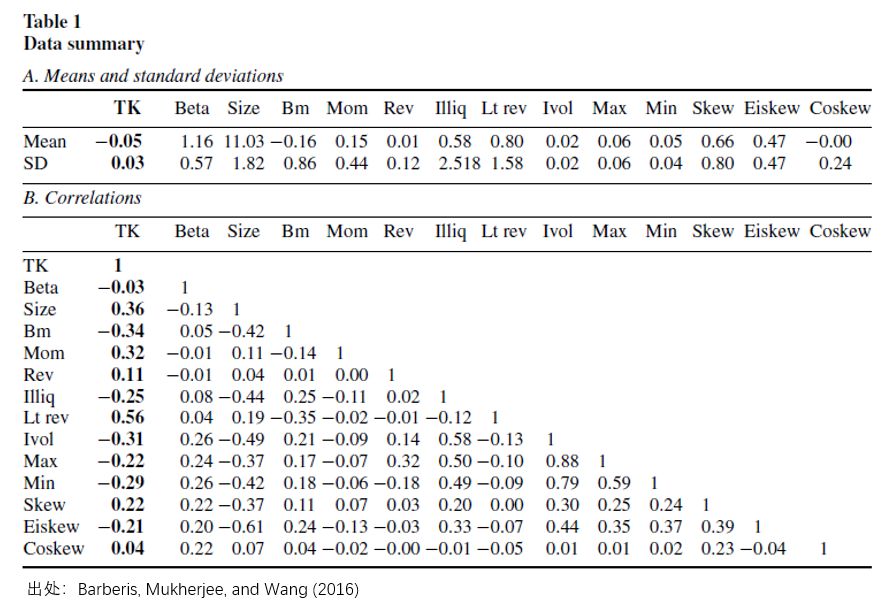 Table 1
Data summary
A. Means and standard deviations
TK Beta Size Bm Mom Rev Illiq Lt rev Ivol Max Min Skew Eiskew Coskew
Mean −0.05 1.16 11.03 −0.16 0.15 0.01 0.58 0.80 0.02 0.06 0.05 0.66 0.47 −0.00
SD 0.03 0.57 1.82 0.86 0.44 0.12 2.518 1.58 0.02 0.06 0.04 0.80 0.47 0.24
B. Correlations
TK Beta Size Bm Mom Rev Illiq Lt rev Ivol Max Min Skew Eiskew Coskew
TK 1
Beta −0.03 1
Size 0.36 −0.13 1
Bm −0.34 0.05 −0.42 1
Mom 0.32 −0.01 0.11 −0.14 1
Rev 0.11 −0.01 0.04 0.01 0.00 1
Illiq −0.25 0.08 −0.44 0.25 −0.11 0.02 1
Lt rev 0.56 0.04 0.19 −0.35 −0.02 −0.01 −0.12 1
Ivol −0.31 0.26 −0.49 0.21 −0.09 0.14 0.58 −0.13 1
Max −0.22 0.24 −0.37 0.17 −0.07 0.32 0.50 −0.10 0.88 1
Min −0.29 0.26 −0.42 0.18 −0.06 −0.18 0.49 −0.09 0.79 0.59 1
Skew 0.22 0.22 −0.37 0.11 0.07 0.03 0.20 0.00 0.30 0.25 0.24 1
Eiskew −0.21 0.20 −0.61 0.24 −0.13 −0.03 0.33 −0.07 0.44 0.35 0.37 0.39 1
Coskew 0.04 0.22 0.07 0.04 −0.02 −0.00 −0.01 −0.05 0.01 0.01 0.02 0.23 −0.04 1
出处：Barberis, Mukherjee, and Wang (2016)